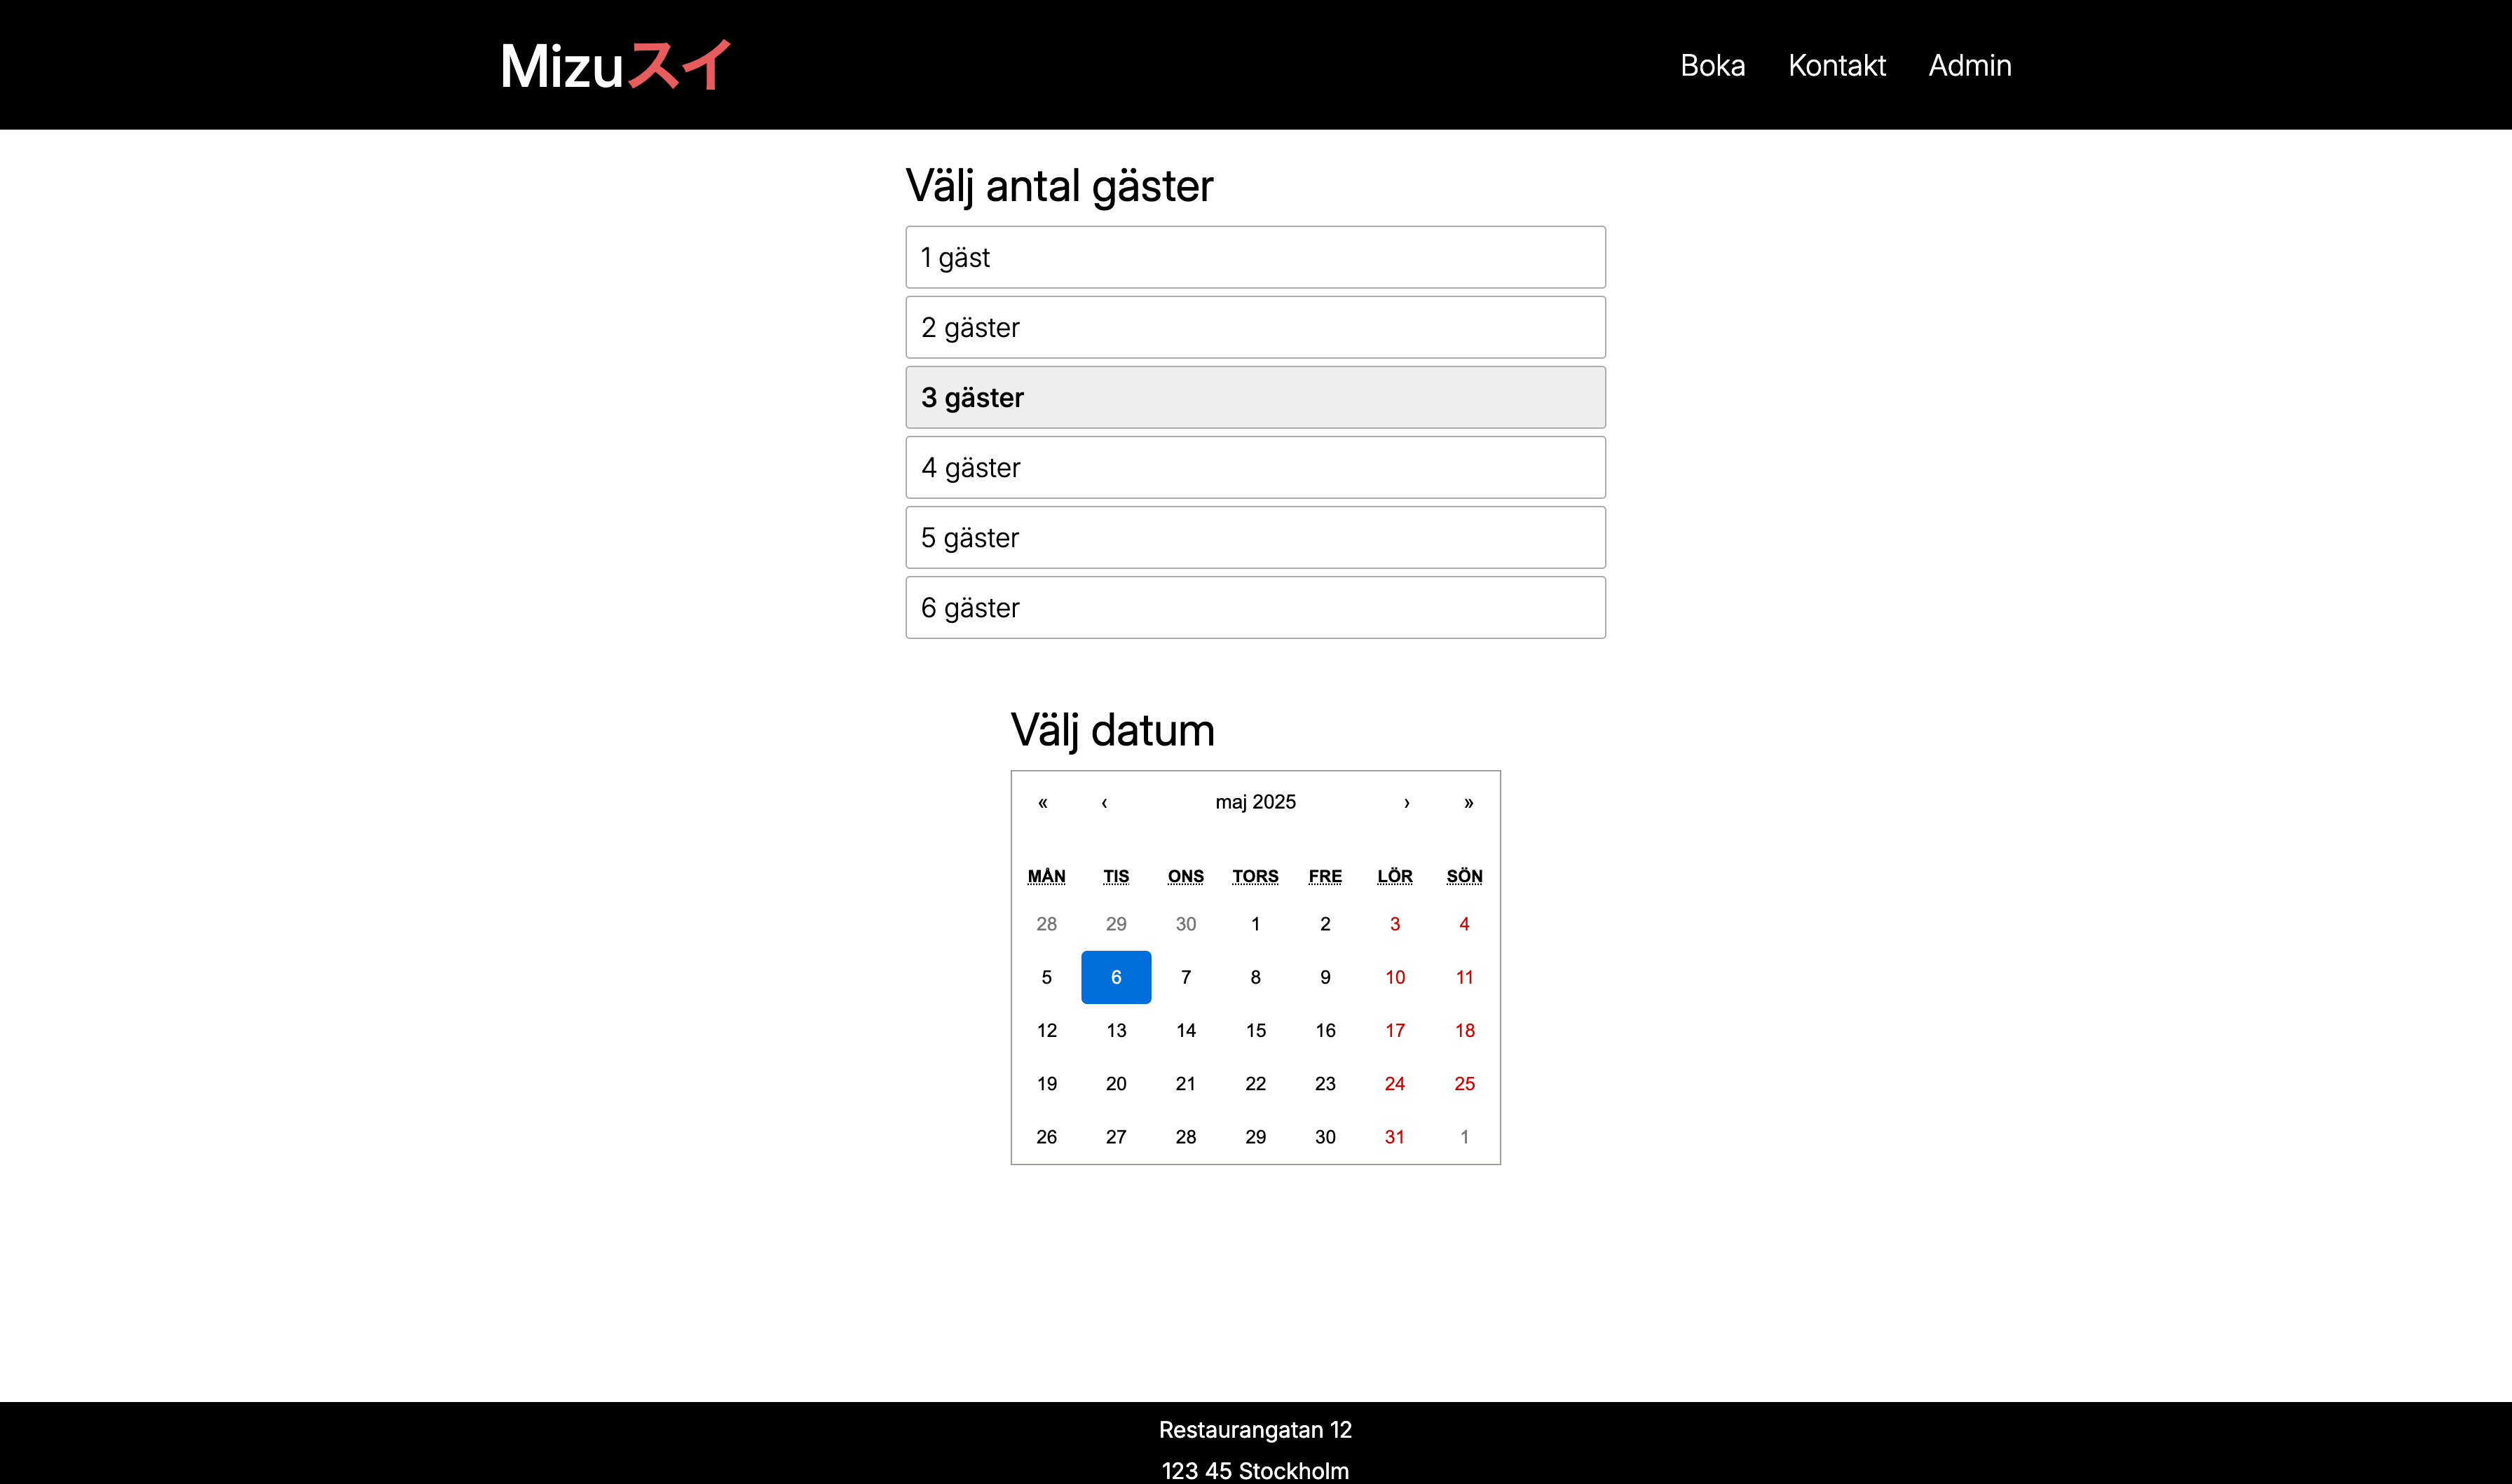 Mizuスイ
Boka Kontakt Admin
Välj antal gäster
1 gäst
2 gäster
3 gäster
4 gäster
5 gäster
6 gäster
Välj datum
« ‹ maj 2025 › »
MÅN TIS ONS TORS FRE LÖR SÖN
28 29 30 1 2 3 4
5 6 7 8 9 10 11
12 13 14 15 16 17 18
19 20 21 22 23 24 25
26 27 28 29 30 31 1
Restaurangatan 12
123 45 Stockholm